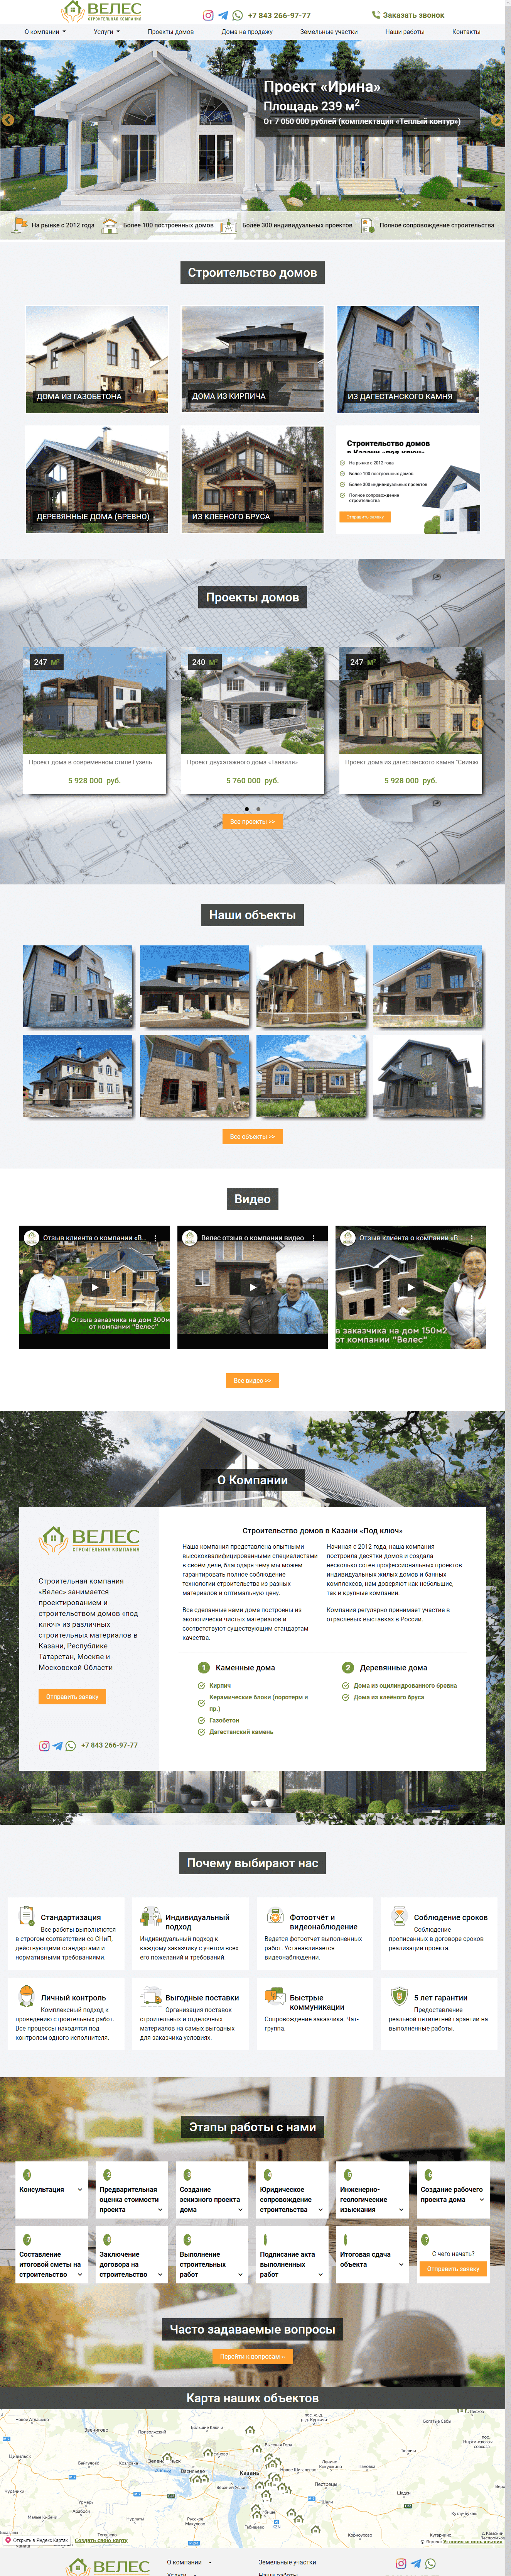 ВЕЛЕС
СТРОИТЕЛЬНАЯ КОМПАНИЯ
+7 843 266-97-77
Заказать звонок
О компании
Услуги
Проекты домов
Дома на продажу
Земельные участки
Наши работы
Контакты
Проект «Ирина»
Площадь 239 м2
От 7 050 000 рублей (комплектация «Теплый контур»)
На рынке с 2012 года
Более 100 построенных домов
Более 300 индивидуальных проектов
Полное сопровождение строительства
Строительство домов
ДОМА ИЗ ГАЗОБЕТОНА
ДОМА ИЗ КИРПИЧА
ИЗ ДАГЕСТАНСКОГО КАМНЯ
ДЕРЕВЯННЫЕ ДОМА (БРЕВНО)
ИЗ КЛЕЕНОГО БРУСА
Строительство домов
в Казани «под ключ»
На рынке с 2012 года
Более 100 построенных домов
Более 300 индивидуальных проектов
Полное сопровождение
строительства
Отправить заявку
Проекты домов
247 м²
240 м²
247 м²
Проект дома в современном стиле Гузель
Проект двухэтажного дома «Танзиля»
Проект дома из дагестанского камня "Свияжс
5 928 000 руб.
5 760 000 руб.
5 928 000 руб.
Все проекты >>
Наши объекты
Все объекты >>
Видео
Отзыв клиента о компании «В...
Велес отзыв о компании видео
Отзыв клиента о компании «В...
Отзыв заказчика на дом 300м
от компании "Велес"
в заказчика на дом 150м2
от компании "Велес"
Все видео >>
О Компании
ВЕЛЕС
СТРОИТЕЛЬНАЯ КОМПАНИЯ
Строительная компания
«Велес» занимается
проектированием и
строительством домов «под
ключ» из различных
строительных материалов в
Казани, Республике
Татарстан, Москве и
Московской Области
Отправить заявку
+7 843 266-97-77
Строительство домов в Казани «Под ключ»
Наша компания представлена опытными
высококвалифицированными специалистами
в своём деле, благодаря чему мы можем
гарантировать полное соблюдение
технологии строительства из разных
материалов и оптимальную цену.
Все сделанные нами дома построены из
экологически чистых материалов и
соответствуют существующим стандартам
качества.
Начиная с 2012 года, наша компания
построила десятки домов и создала
несколько сотен профессиональных проектов
индивидуальных жилых домов и банных
комплексов, нам доверяют как небольшие,
так и крупные компании.
Компания регулярно принимает участие в
отраслевых выставках в России.
1 Каменные дома
Кирпич
Керамические блоки (поротерм и
пр.)
Газобетон
Дагестанский камень
2 Деревянные дома
Дома из оцилиндрованного бревна
Дома из клеёного бруса
Почему выбирают нас
Стандартизация
Все работы выполняются
в строгом соответствии со СНиП,
действующими стандартами и
нормативными требованиями.
Индивидуальный
подход
Индивидуальный подход к
каждому заказчику с учетом всех
его пожеланий и требований.
Фотоотчёт и
видеонаблюдение
Ведется фотоотчет выполненных
работ. Устанавливается
видеонаблюдении.
Соблюдение сроков
Соблюдение
прописанных в договоре сроков
реализации проекта.
Личный контроль
Комплексный подход к
проведению строительных работ.
Все процессы находятся под
контролем одного исполнителя.
Выгодные поставки
Организация поставок
строительных и отделочных
материалов на самых выгодных
для заказчика условиях.
Быстрые
коммуникации
Сопровождение заказчика. Чат-
группа.
5 лет гарантии
Предоставление
реальной пятилетней гарантии на
выполненные работы.
Этапы работы с нами
Консультация
Предварительная
оценка стоимости
проекта
Создание
эскизного проекта
дома
Юридическое
сопровождение
строительства
Инженерно-
геологические
изыскания
Создание рабочего
проекта дома
Составление
итоговой сметы на
строительство
Заключение
договора на
строительство
Выполнение
строительных
работ
Подписание акта
выполненных
работ
Итоговая сдача
объекта
С чего начать?
Отправить заявку
Часто задаваемые вопросы
Перейти к вопросам »
Карта наших объектов
Казань
Васильево
Высокая Гора
Приволжский
Большие Ключи
Козловка
Пестрецы
Габишево
Шали
Открыть в Яндекс.Картах
Создать свою карту
© Яндекс Условия использования
ВЕЛЕС
О компании
Земельные участки